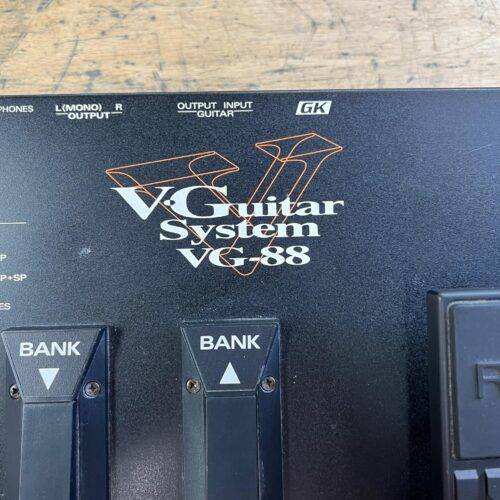 PHONES
L(MONO) R
OUTPUT
OUTPUT INPUT
GUITAR
GK
V·Guitar
System
VG-88
P
P+SP
ES
BANK
▼
BANK
▲